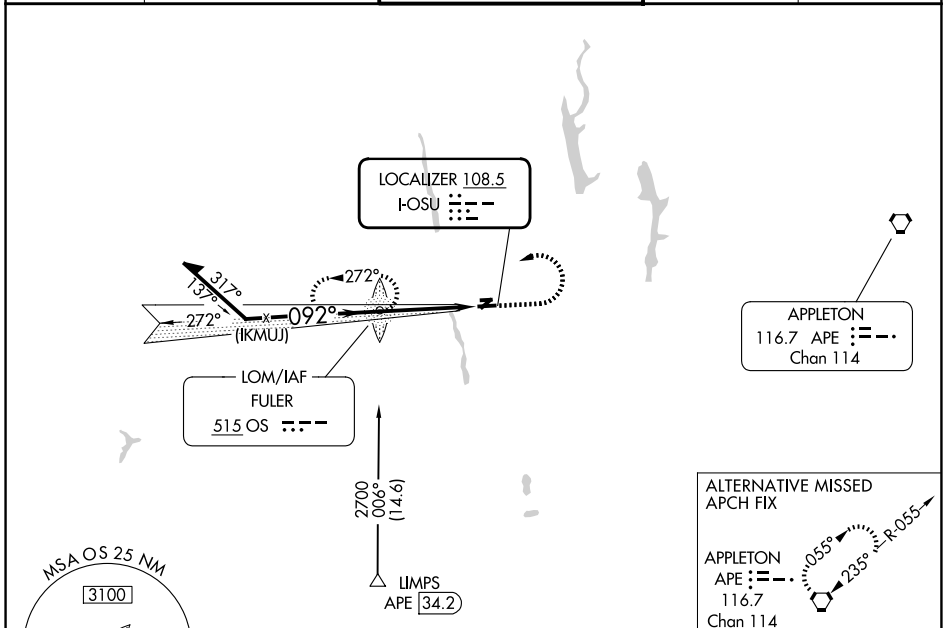 LOCALIZER 108.5
I-OSU
317°
137°
272°
272°
092°
(IKMUJ)
LOM/IAF
FULER
515 OS
APPLETON
116.7 APE
Chan 114
2700
006°
(14.6)
LIMPS
APE 34.2
MSA OS 25 NM
3100
ALTERNATIVE MISSED
APCH FIX
APPLETON
APE
116.7
Chan 114
055°
235°
R-055